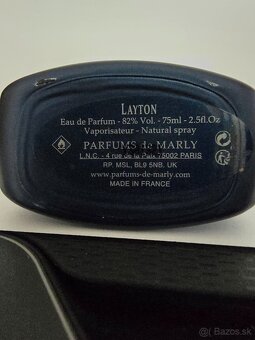 LAYTON
Eau de Parfum - 82% Vol. - 75ml - 2.5fl.Oz
Vaporisateur - Natural spray
PARFUMS de MARLY
L.N.C. - 4 rue de la Paix 75002 PARIS
RP. MSL, BL9 5NB, UK
www.parfums-de-marly.com
MADE IN FRANCE
Bazos.sk